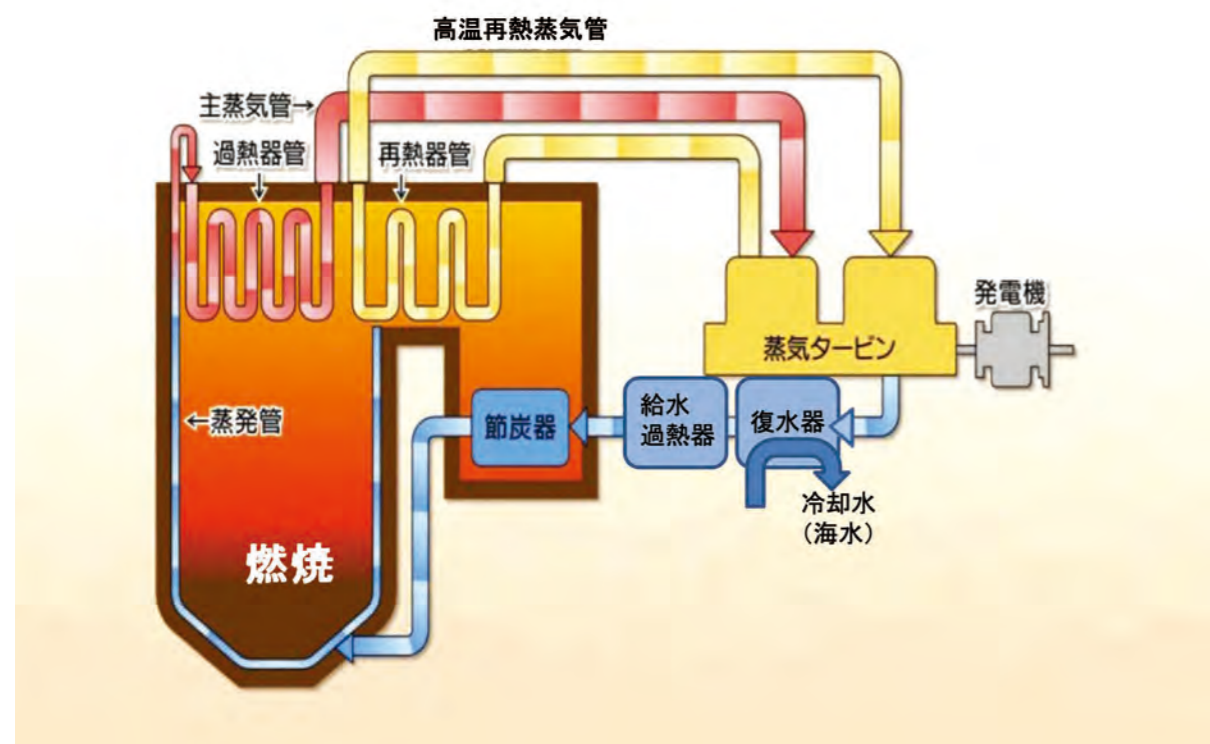 高温再熱蒸気管
主蒸気管→
過熱器管
再熱器管
発電機
蒸気タービン
←蒸発管
節炭器
給水
過熱器
復水器
冷却水
（海水）
燃焼